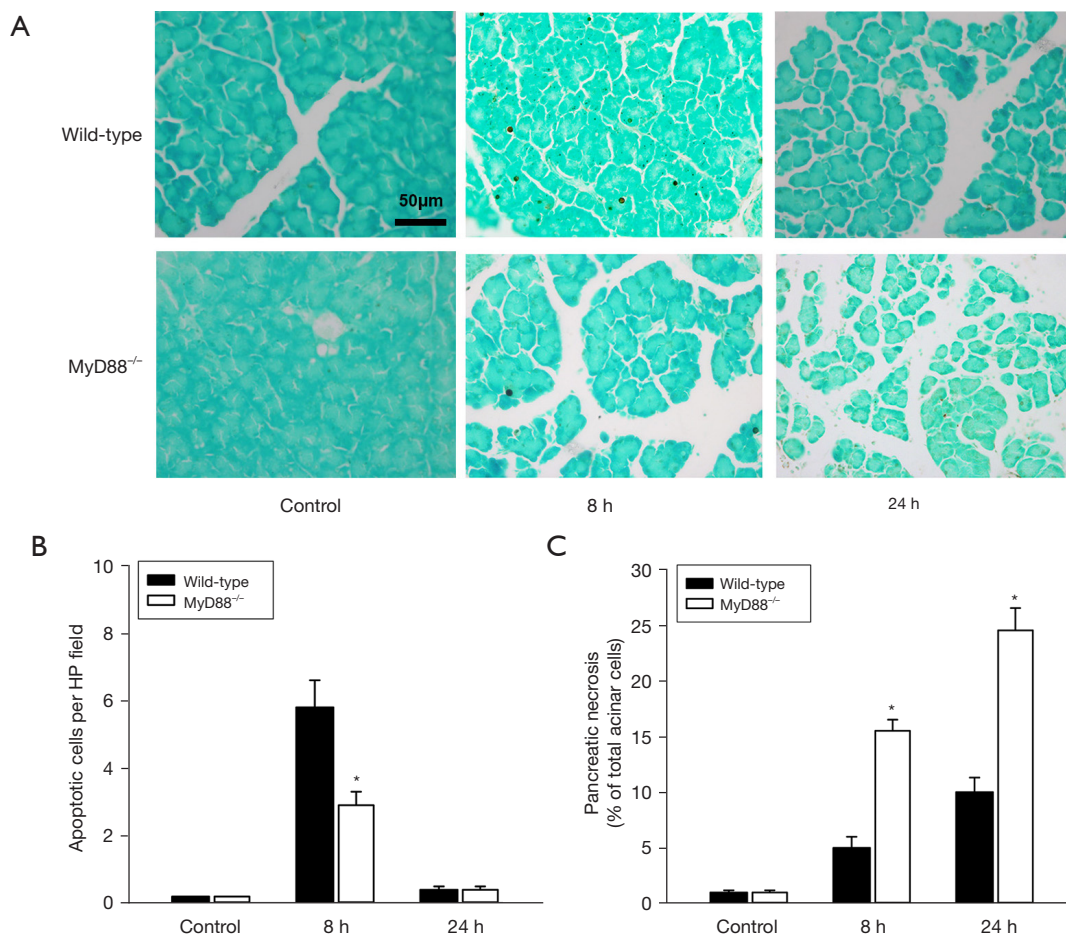 A
Wild-type
50µm
MyD88⁻/⁻
Control 8 h 24 h
B
Wild-type
MyD88⁻/⁻
Apoptotic cells per HP field
10
8
6
4
2
0
*
Control 8 h 24 h
C
Wild-type
MyD88⁻/⁻
Pancreatic necrosis
(% of total acinar cells)
30
25
20
15
10
5
0
*
*
Control 8 h 24 h